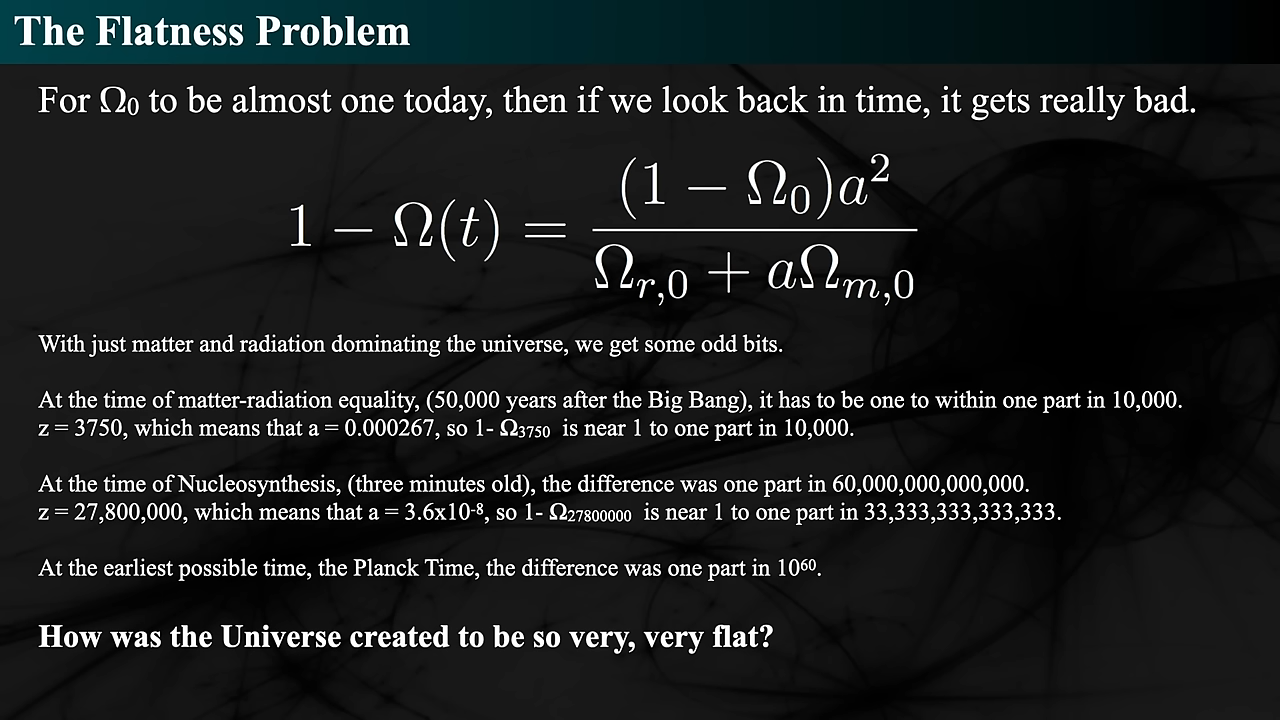 The Flatness Problem
For Ω₀ to be almost one today, then if we look back in time, it gets really bad.
1 − Ω(t) = (1 − Ω₀)a² / (Ω_{r,0} + aΩ_{m,0})
With just matter and radiation dominating the universe, we get some odd bits.
At the time of matter-radiation equality, (50,000 years after the Big Bang), it has to be one to within one part in 10,000.
z = 3750, which means that a = 0.000267, so 1- Ω₃₇₅₀ is near 1 to one part in 10,000.
At the time of Nucleosynthesis, (three minutes old), the difference was one part in 60,000,000,000,000.
z = 27,800,000, which means that a = 3.6x10⁻⁸, so 1- Ω₂₇₈₀₀₀₀₀ is near 1 to one part in 33,333,333,333,333.
At the earliest possible time, the Planck Time, the difference was one part in 10⁶⁰.
How was the Universe created to be so very, very flat?